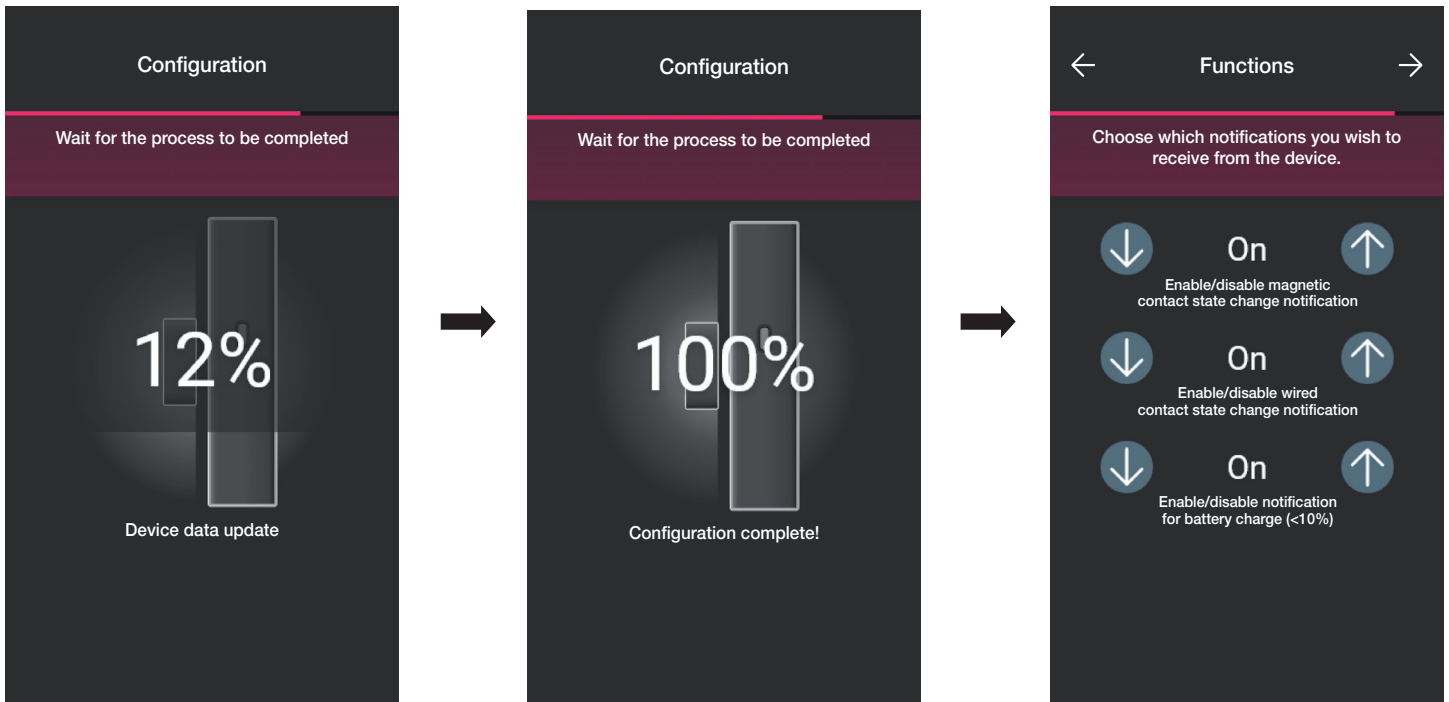 Configuration
Wait for the process to be completed
12%
Device data update
Configuration
Wait for the process to be completed
100%
Configuration complete!
Functions
Choose which notifications you wish to
receive from the device.
On
Enable/disable magnetic
contact state change notification
On
Enable/disable wired
contact state change notification
On
Enable/disable notification
for battery charge (<10%)